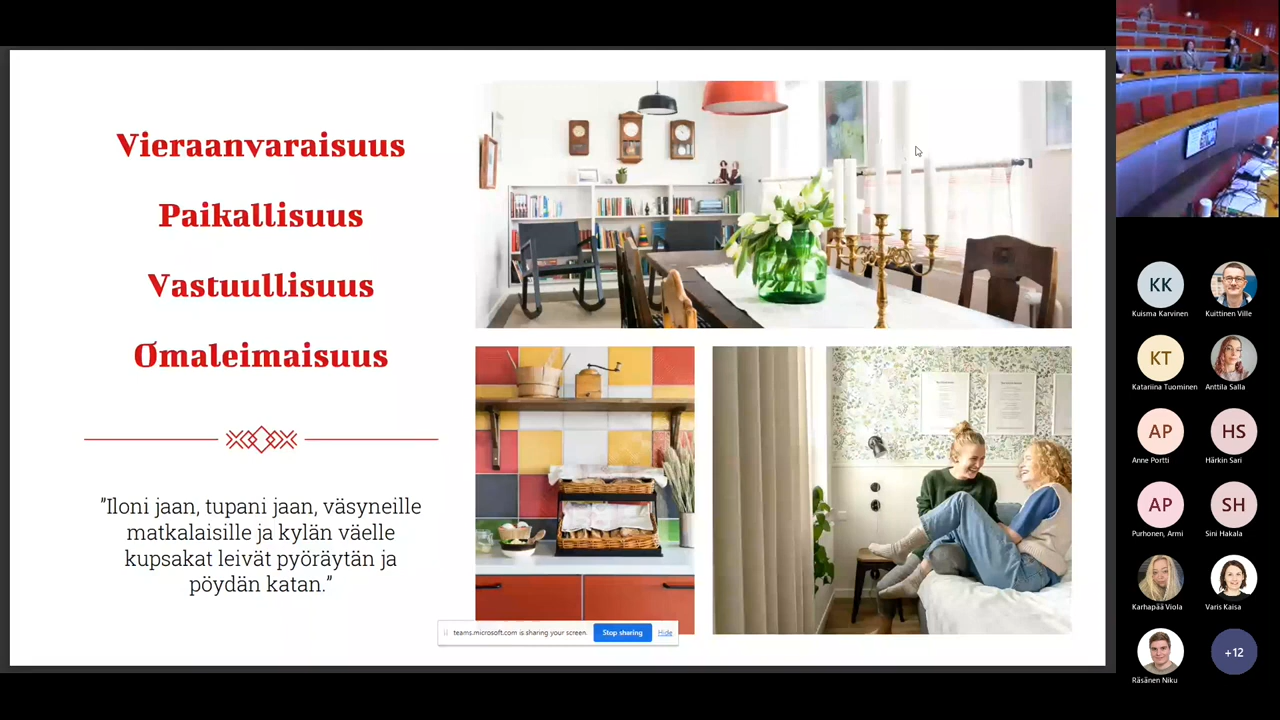 Vieraanvaraisuus
Paikallisuus
Vastuullisuus
Omaleimaisuus
”Iloni jaan, tupani jaan, väsyneille
matkalaisille ja kylän väelle
kupsakat leivät pyöräytän ja
pöydän katan.”
teams.microsoft.com is sharing your screen.
Stop sharing
Hide
KK
Kuisma Karvinen
Kuittinen Ville
KT
Katariina Tuominen
Anttila Salla
AP
Anne Portti
HS
Härkin Sari
AP
Purhonen, Armi
SH
Sini Hakala
Karhapää Viola
Varis Kaisa
Räsänen Niku
+12